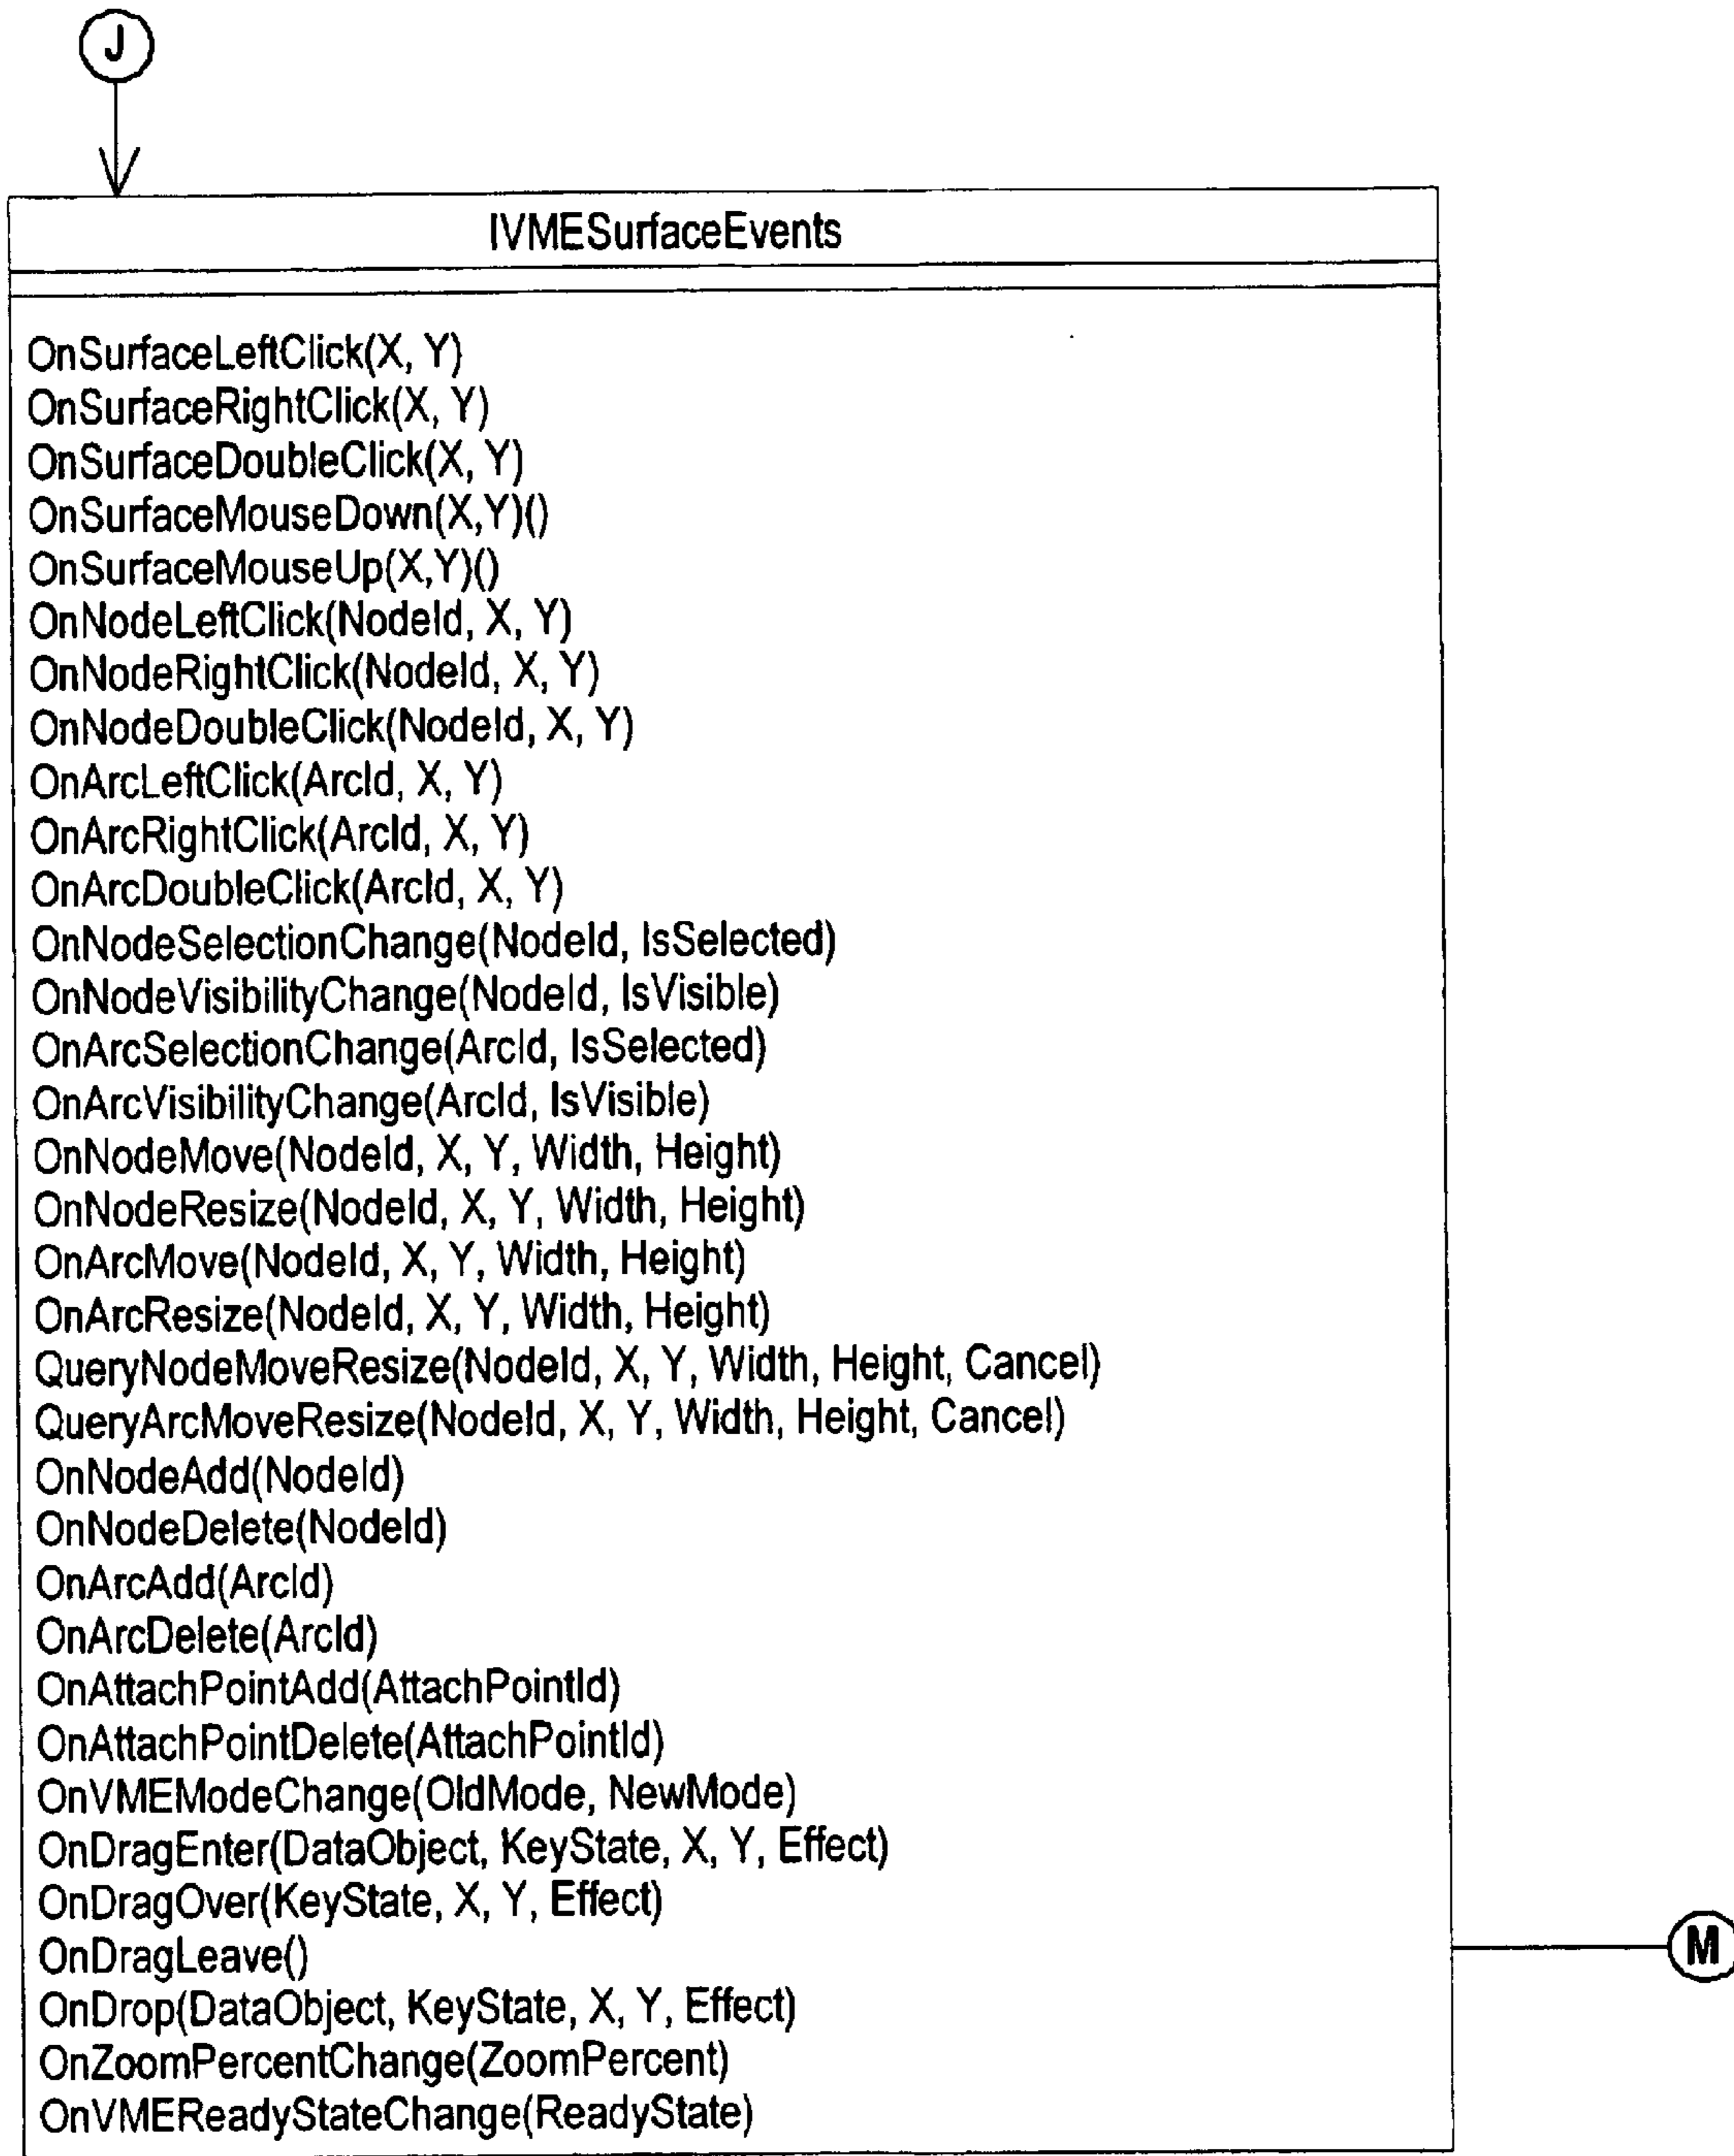 J
IVMESurfaceEvents
OnSurfaceLeftClick(X, Y)
OnSurfaceRightClick(X, Y)
OnSurfaceDoubleClick(X, Y)
OnSurfaceMouseDown(X,Y)()
OnSurfaceMouseUp(X,Y)()
OnNodeLeftClick(NodeId, X, Y)
OnNodeRightClick(NodeId, X, Y)
OnNodeDoubleClick(NodeId, X, Y)
OnArcLeftClick(ArcId, X, Y)
OnArcRightClick(ArcId, X, Y)
OnArcDoubleClick(ArcId, X, Y)
OnNodeSelectionChange(NodeId, IsSelected)
OnNodeVisibilityChange(NodeId, IsVisible)
OnArcSelectionChange(ArcId, IsSelected)
OnArcVisibilityChange(ArcId, IsVisible)
OnNodeMove(NodeId, X, Y, Width, Height)
OnNodeResize(NodeId, X, Y, Width, Height)
OnArcMove(NodeId, X, Y, Width, Height)
OnArcResize(NodeId, X, Y, Width, Height)
QueryNodeMoveResize(NodeId, X, Y, Width, Height, Cancel)
QueryArcMoveResize(NodeId, X, Y, Width, Height, Cancel)
OnNodeAdd(NodeId)
OnNodeDelete(NodeId)
OnArcAdd(ArcId)
OnArcDelete(ArcId)
OnAttachPointAdd(AttachPointId)
OnAttachPointDelete(AttachPointId)
OnVMEModeChange(OldMode, NewMode)
OnDragEnter(DataObject, KeyState, X, Y, Effect)
OnDragOver(KeyState, X, Y, Effect)
OnDragLeave()
M
OnDrop(DataObject, KeyState, X, Y, Effect)
OnZoomPercentChange(ZoomPercent)
OnVMEReadyStateChange(ReadyState)